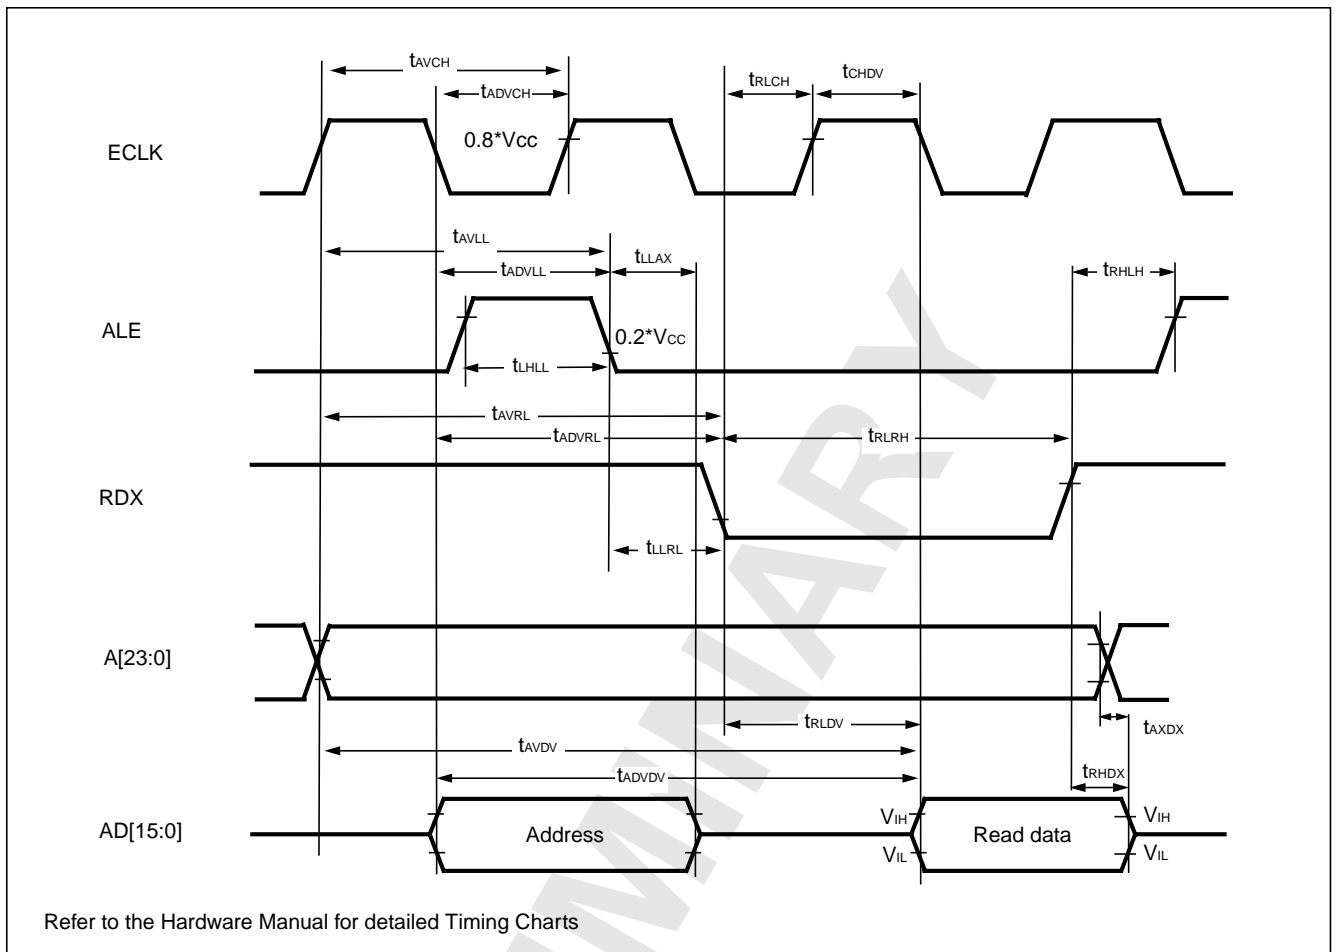 tAVCH
tADVCH
tRLCH
tCHDV
ECLK
0.8*Vcc
tAVLL
tADVLL
tLLAX
tRHLH
ALE
0.2*VCC
tLHLL
tAVRL
tADVRL
tRLRH
RDX
tLLRL
A[23:0]
tRLDV
tAXDX
tAVDV
tADVDV
tRHDX
AD[15:0]
Address
VIH
VIL
Read data
VIH
VIL
Refer to the Hardware Manual for detailed Timing Charts
MINARY